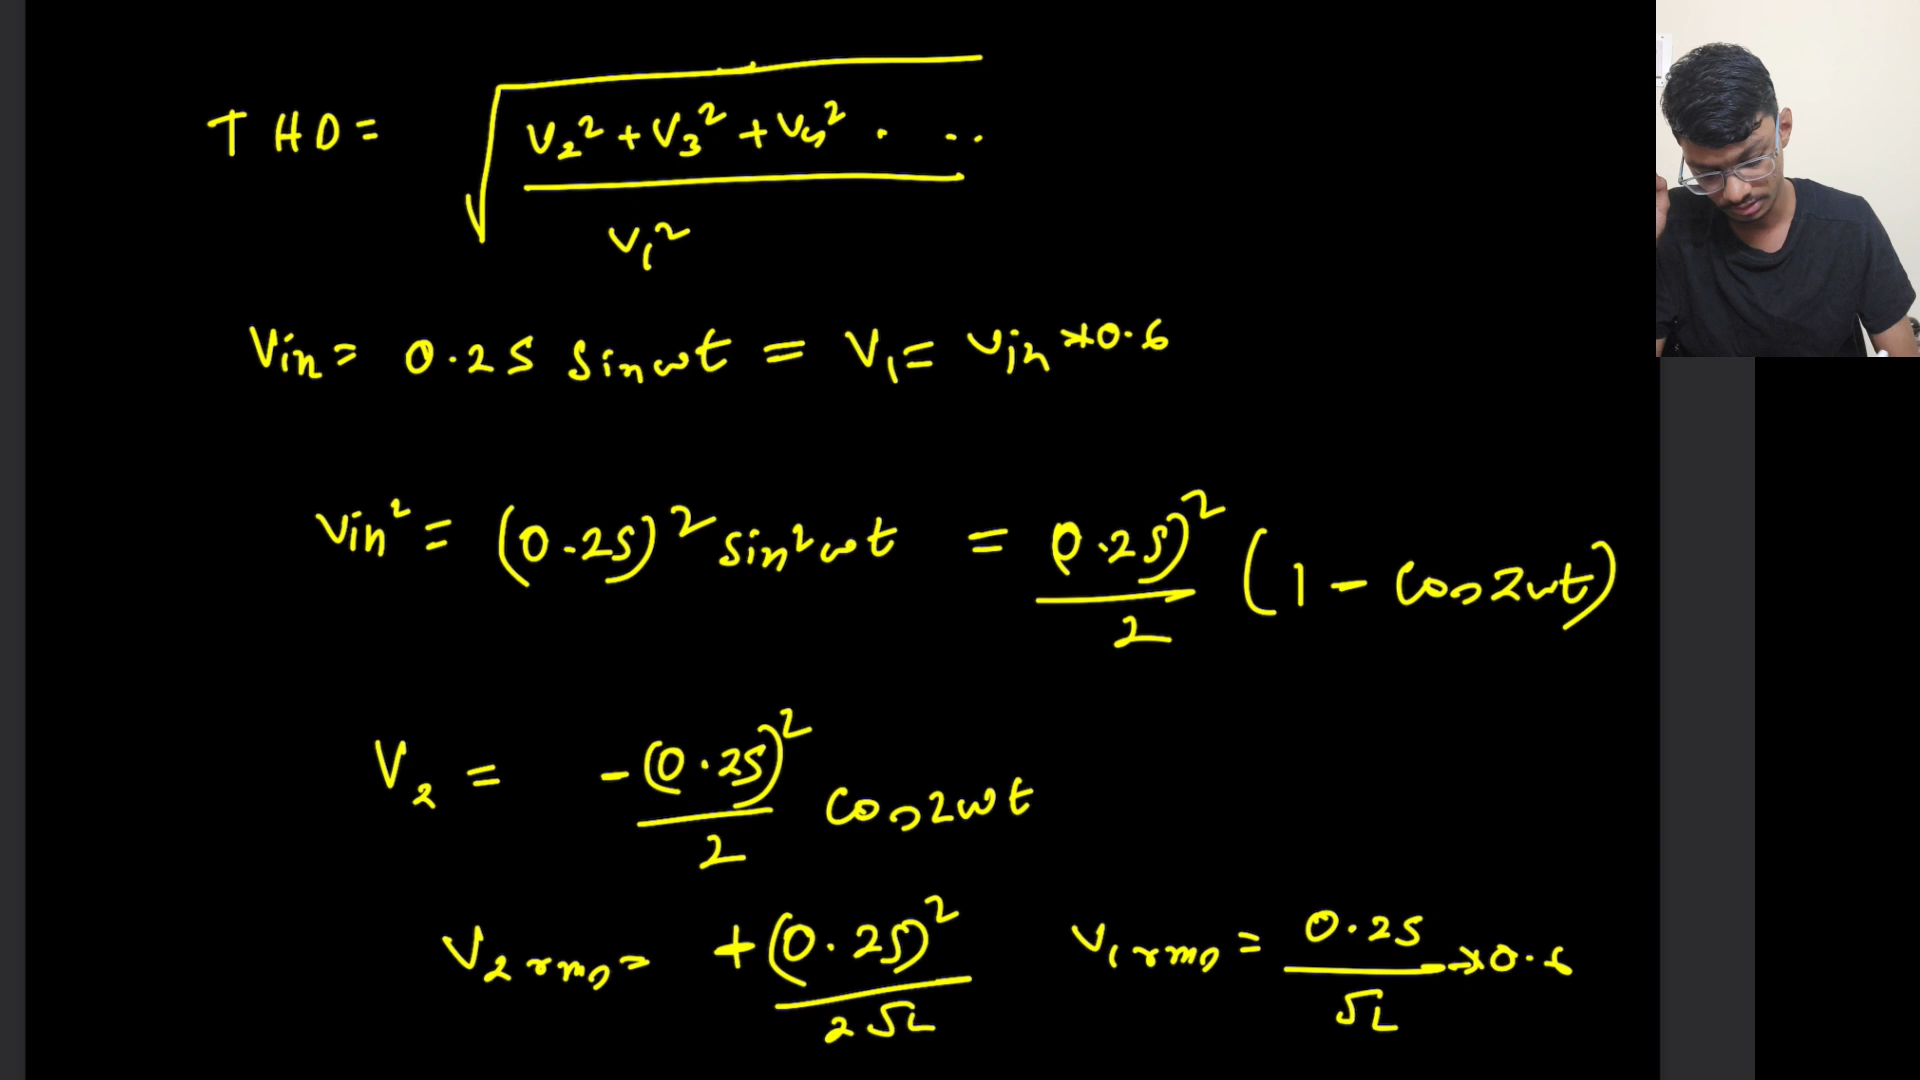 THD = √(V₂² + V₃² + V₄² . .. / V₁²)
Vin = 0.25 sinωt = V₁ = Vin *0.6
Vin² = (0.25)² sin²ωt = (0.25)²/2 (1 - cos2ωt)
V₂ = -(0.25)²/2 cos2ωt
V₂rms = +(0.25)²/2√2 V₁rms = 0.25/√2 *0.6